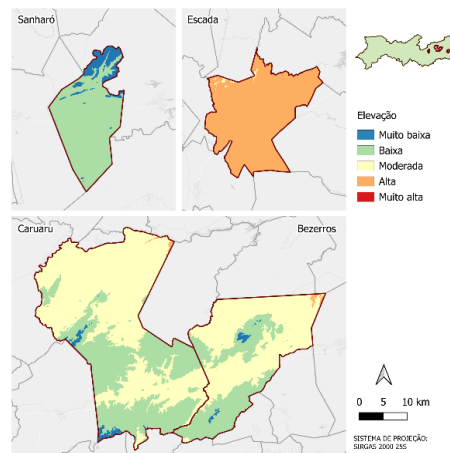 Sanharó
Escada
Elevação
Muito baixa
Baixa
Moderada
Alta
Muito alta
Caruaru
Bezerros
0 5 10 km
SISTEMA DE PROJEÇÃO:
SIRGAS 2000 25S